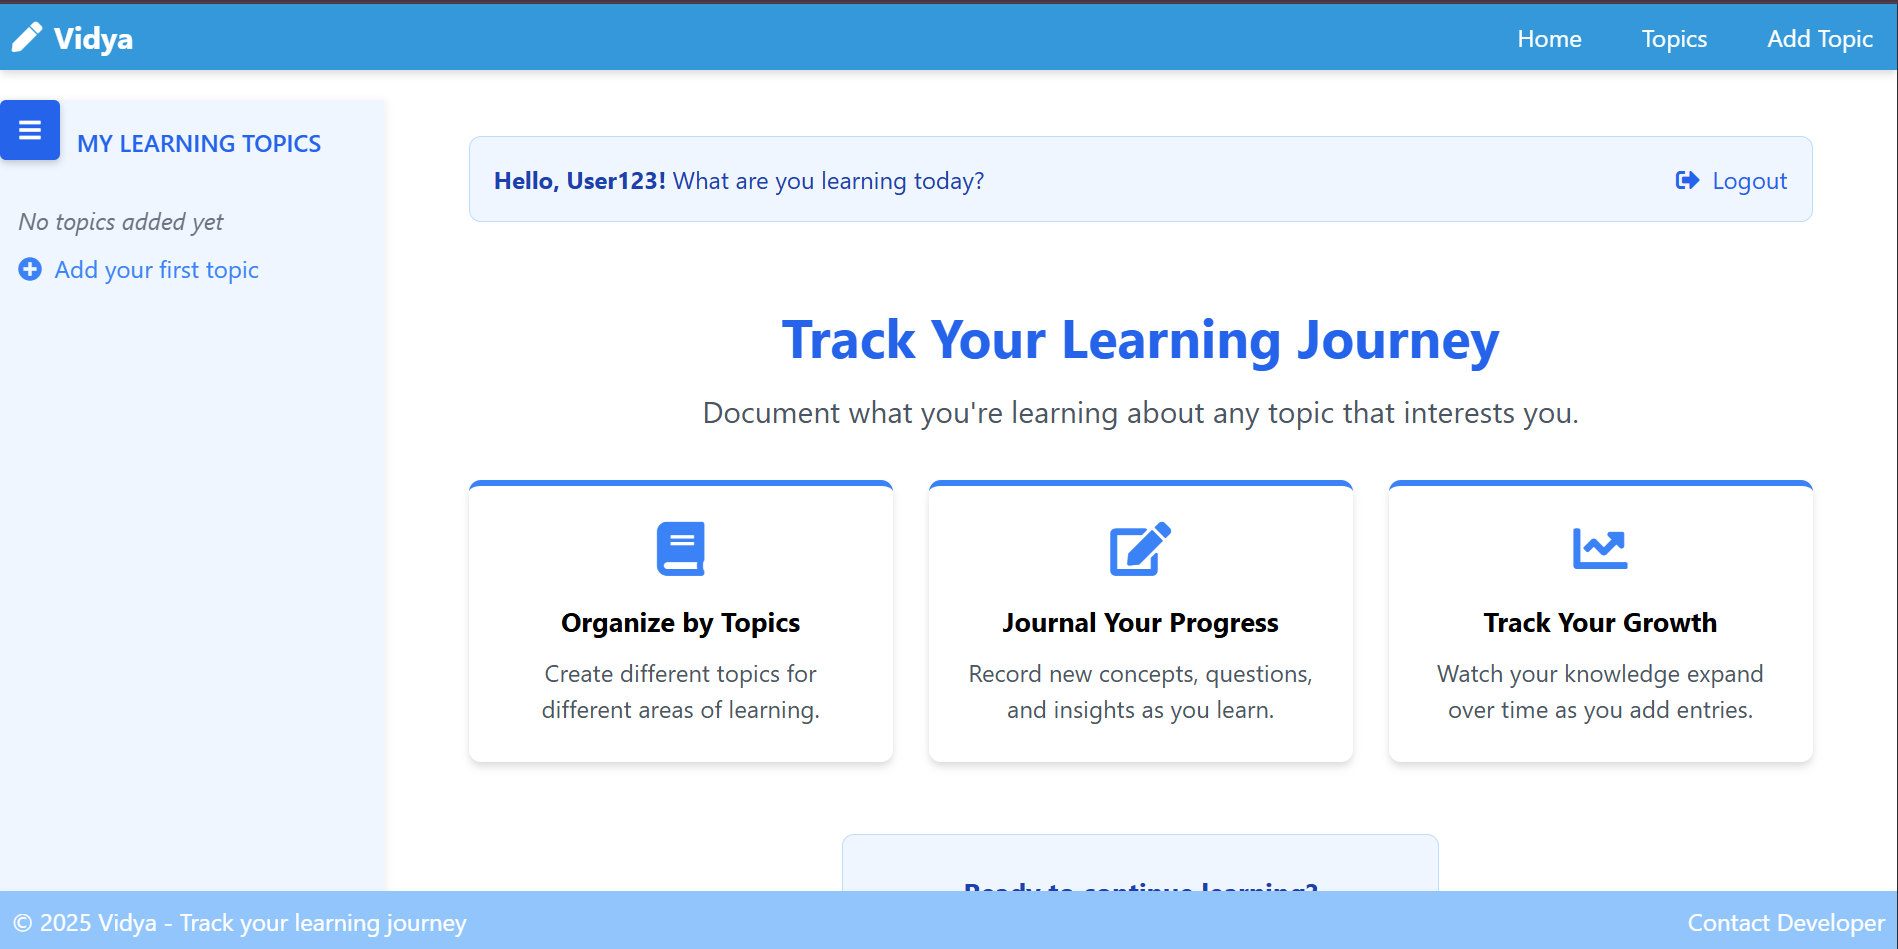 Vidya
Home
Topics
Add Topic
MY LEARNING TOPICS
No topics added yet
Add your first topic
Hello, User123! What are you learning today?
Logout
Track Your Learning Journey
Document what you're learning about any topic that interests you.
Organize by Topics
Create different topics for
different areas of learning.
Journal Your Progress
Record new concepts, questions,
and insights as you learn.
Track Your Growth
Watch your knowledge expand
over time as you add entries.
Ready to continue learning?
© 2025 Vidya - Track your learning journey
Contact Developer